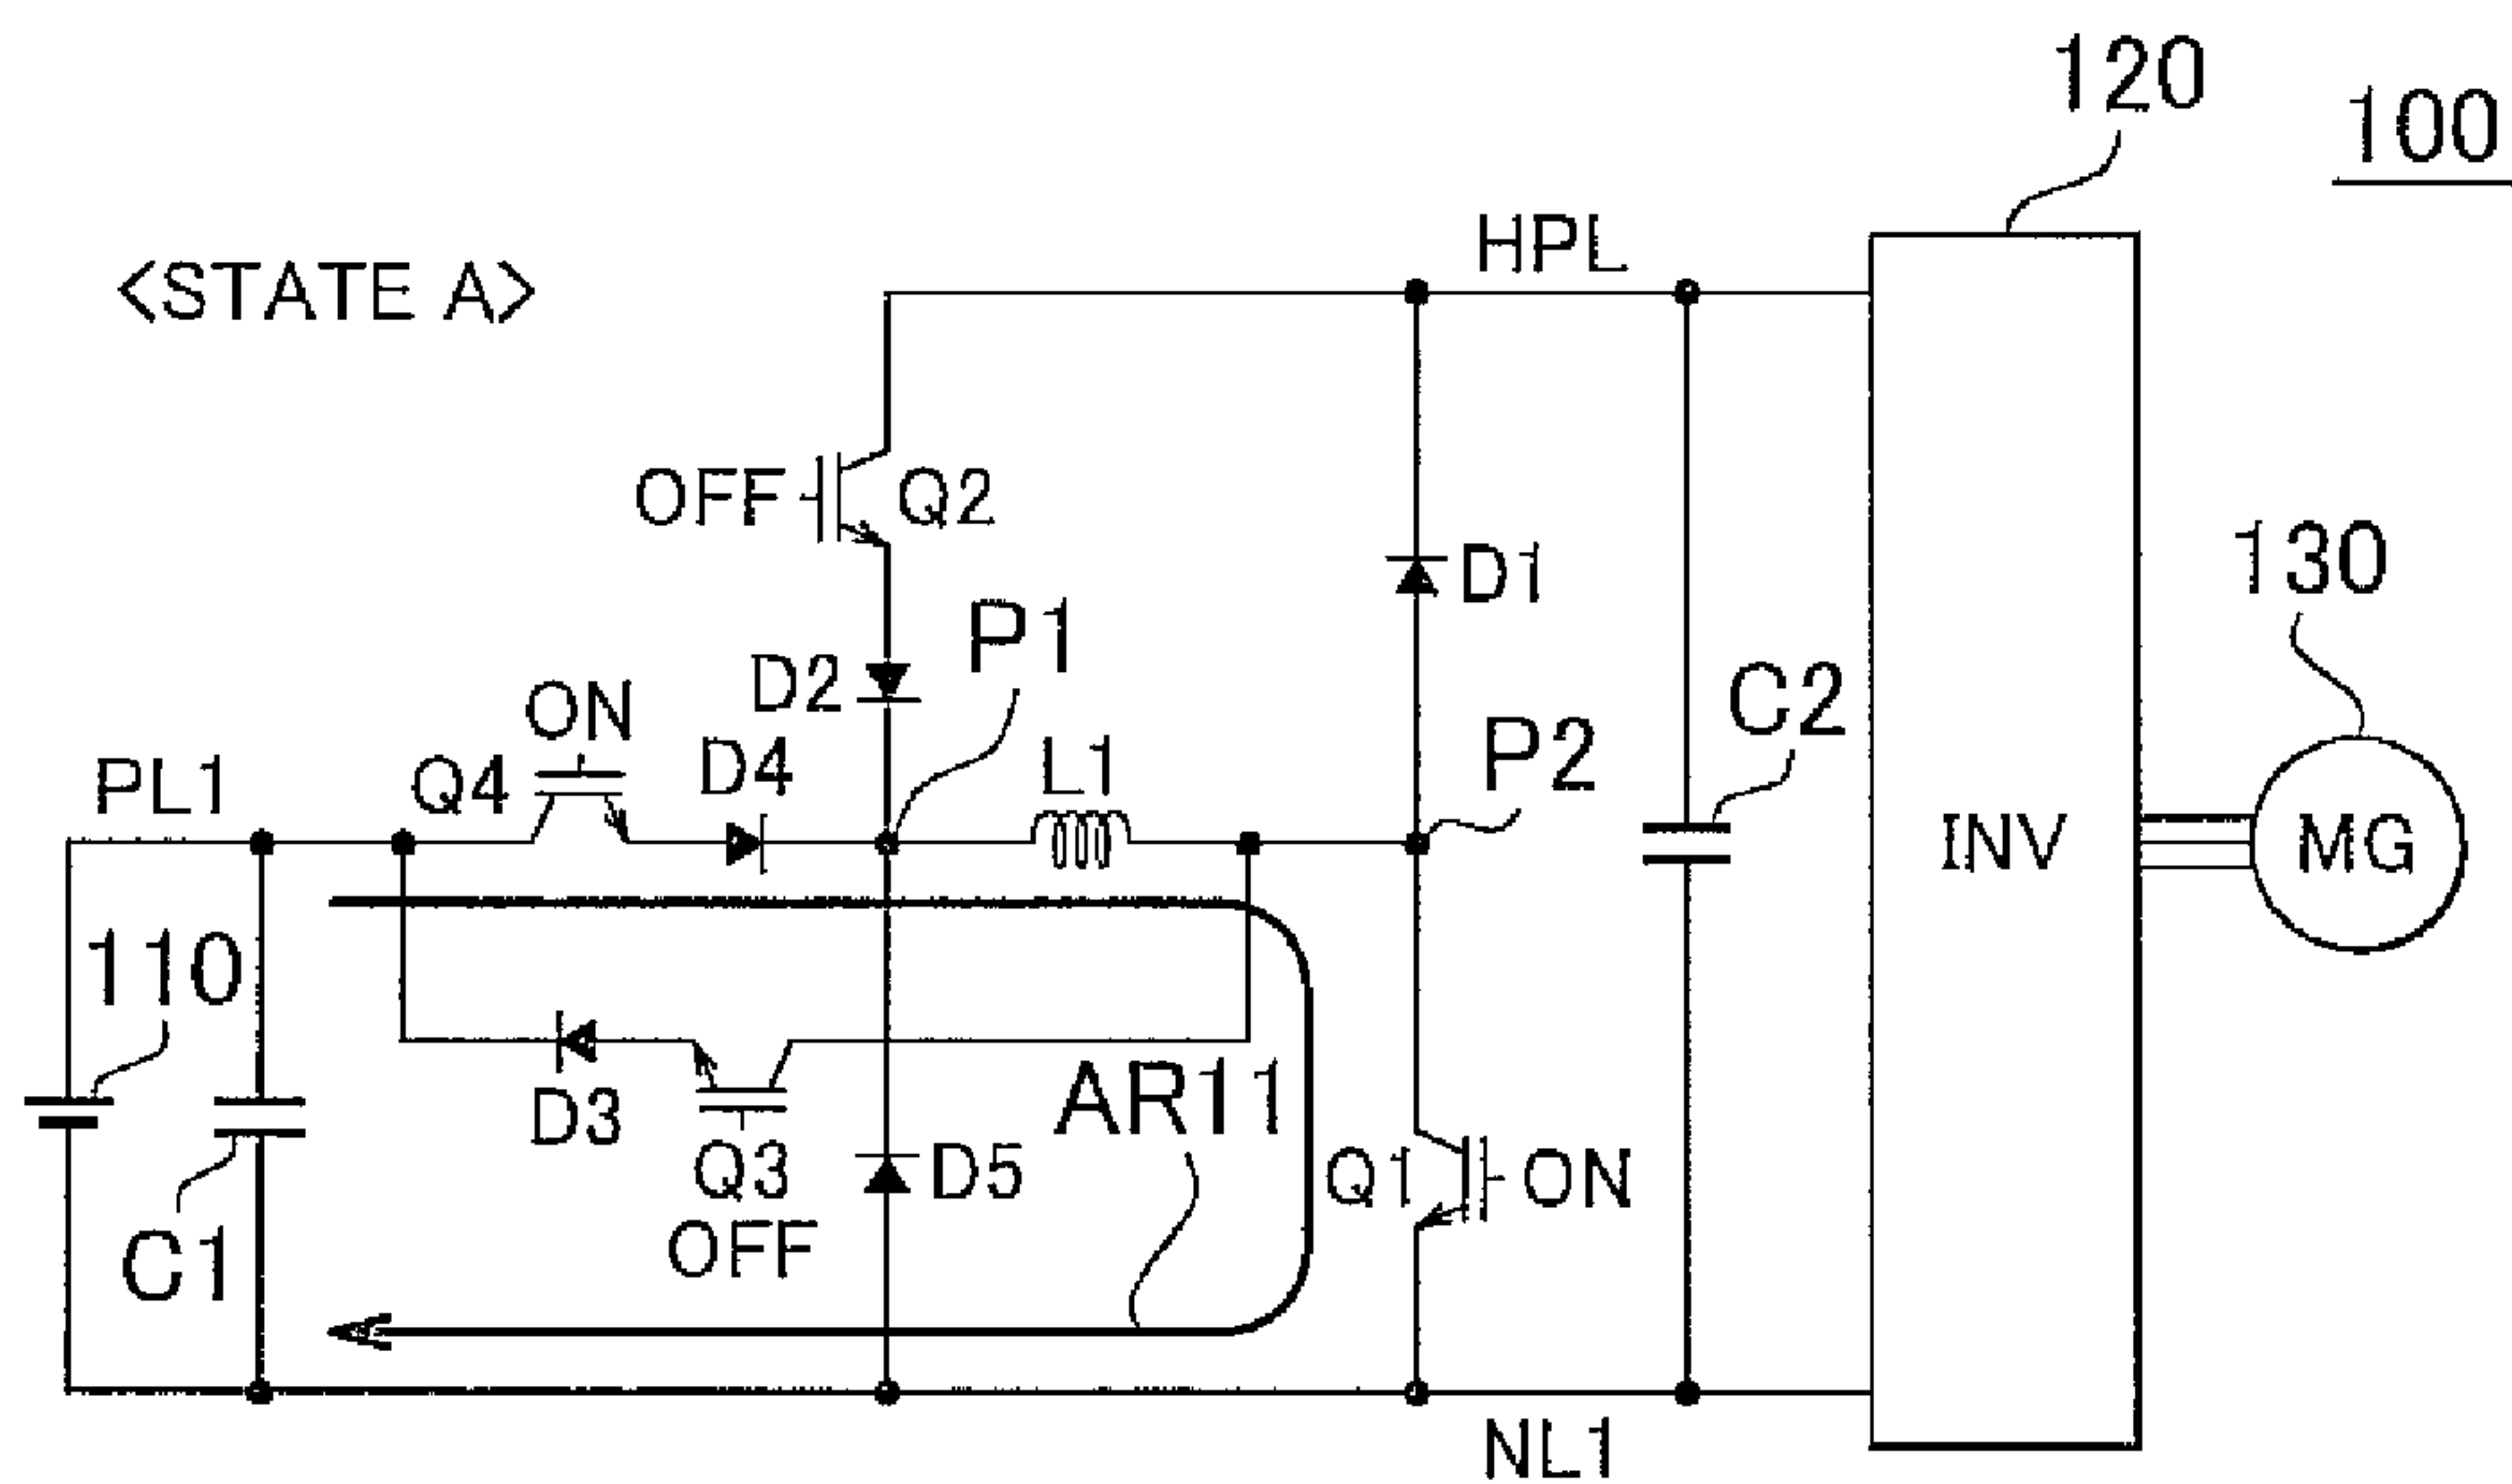 120
100
HPL
<STATE A>
OFF
Q2
D1
130
P1
D2
ON
C2
P2
D4
L1
PL1
Q4
INV
MG
110
AR11
D3
Q3
D5
Q1
ON
OFF
C1
NL1